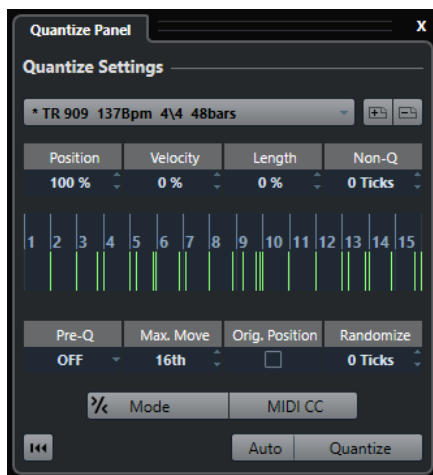 Quantize Panel X
Quantize Settings
* TR 909 137Bpm 4\4 48bars
Position Velocity Length Non-Q
100 % 0 % 0 % 0 Ticks
1 2 3 4 5 6 7 8 9 10 11 12 13 14 15
Pre-Q Max. Move Orig. Position Randomize
OFF 16th 0 Ticks
Mode MIDI CC
Auto Quantize